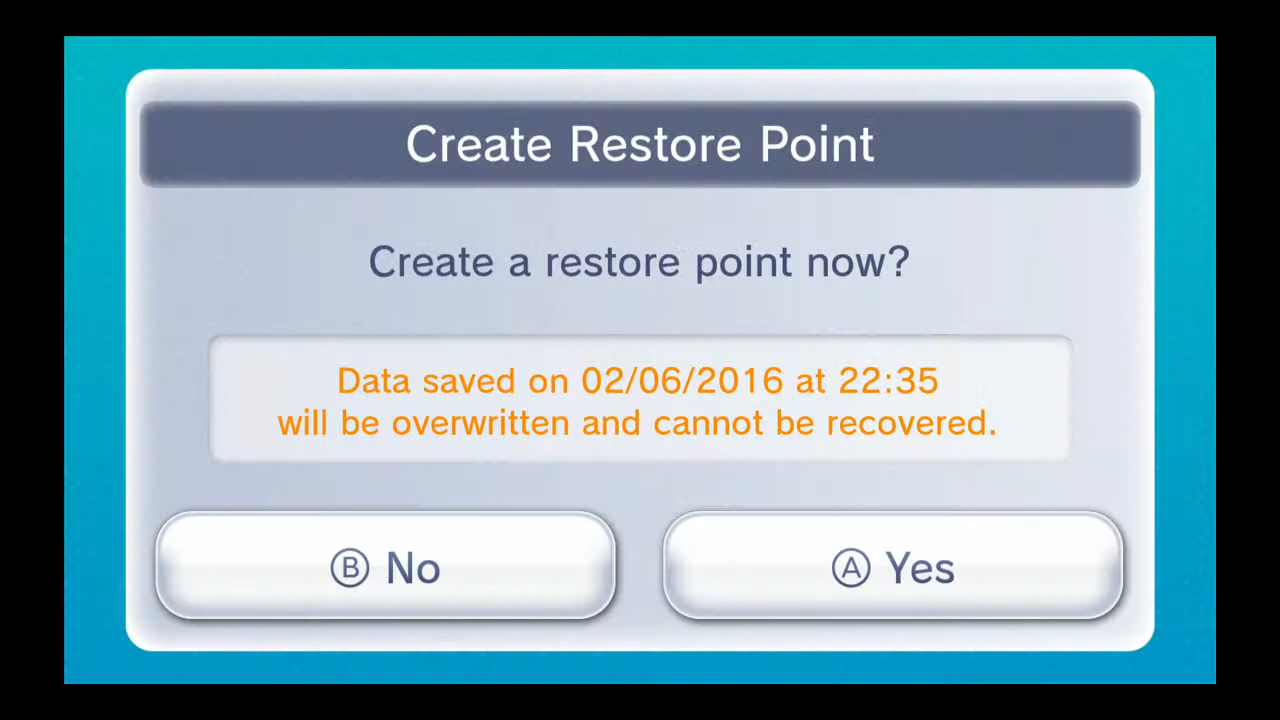 Create Restore Point
Create a restore point now?
Data saved on 02/06/2016 at 22:35
will be overwritten and cannot be recovered.
Ⓑ No
Ⓐ Yes